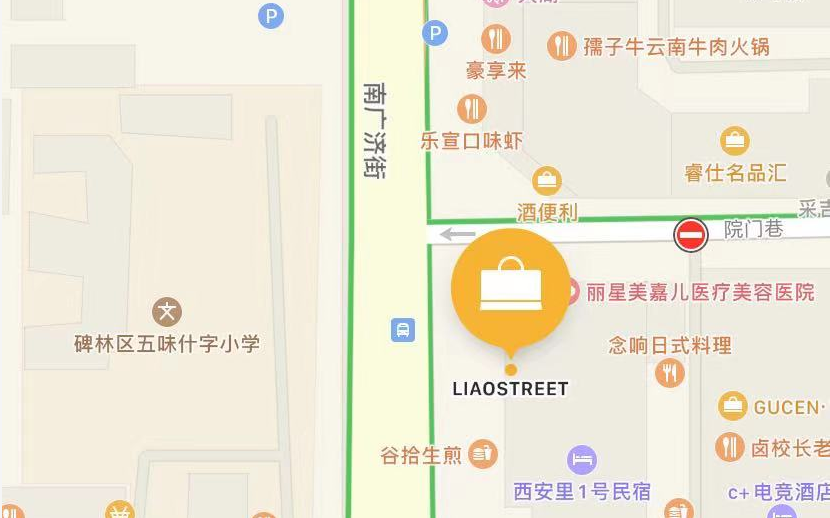 P
P
孺子牛云南牛肉火锅
豪享来
南广济街
乐宣口味虾
睿仕名品汇
酒便利
采吉
院门巷
丽星美嘉儿医疗美容医院
文
碑林区五味什字小学
念响日式料理
LIAOSTREET
GUCEN·
谷拾生煎
卤校长老
西安里1号民宿
c+电竞酒店